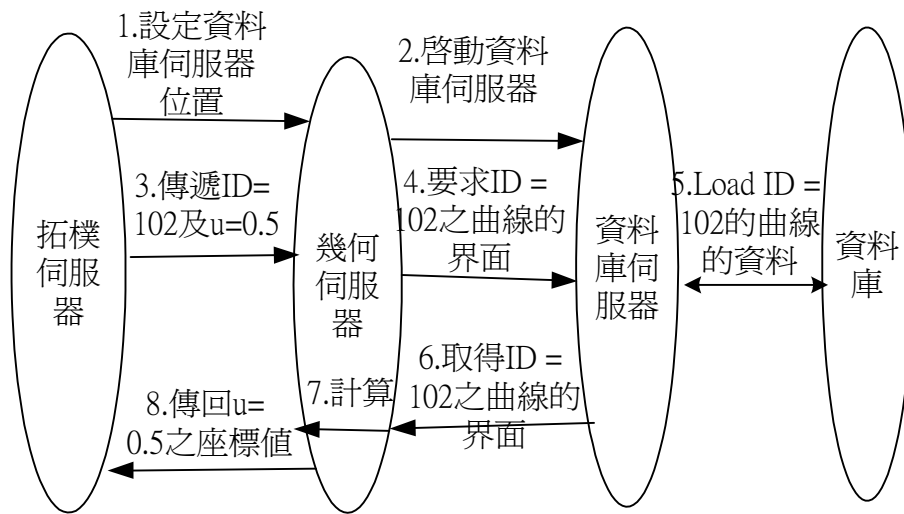 1.設定資料
庫伺服器
位置
2.啓動資料
庫伺服器
3.傳遞ID=
102及u=0.5
4.要求ID =
102之曲線的
界面
5.Load ID =
102的曲線
的資料
拓樸
伺服
器
幾何
伺服
器
資料
庫伺
服器
資料
庫
6.取得ID =
102之曲線的
界面
7.計算
8.傳回u=
0.5之座標值